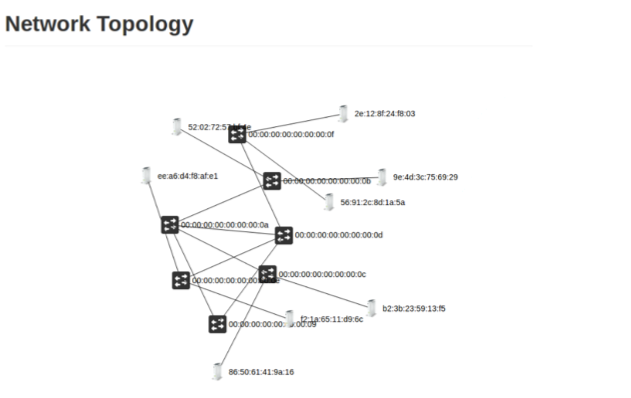 Network Topology
2e:12:8f:24:f8:03
52:02:72:57
00:00:00:00:00:00:00:0f
ee:a6:d4:f8:af:e1
00:00:00:00:00:00:00:0b
9e:4d:3c:75:69:29
56:91:2c:8d:1a:5a
00:00:00:00:00:00:00:0a
00:00:00:00:00:00:00:0d
00:00:00:00:00:00:00:0c
00:00:00:00:00:00
b2:3b:23:59:13:f5
f2:1a:65:11:d9:6c
00:00:00:00:00:00:00:09
86:50:61:41:9a:16